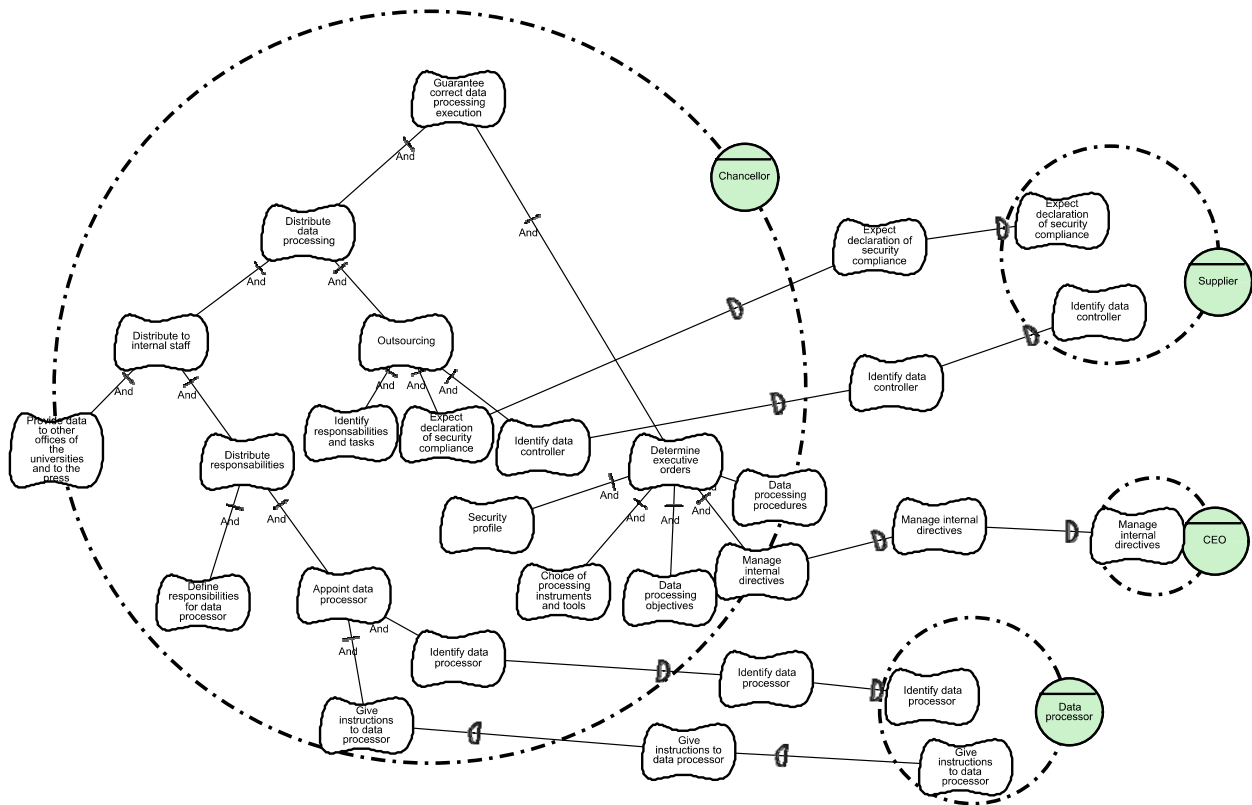 Guarantee
correct data
processing
execution
And
Chancellor
And
Distribute
data
processing
And
And
Expect
declaration of
security
compliance
Expect
declaration
of security
compliance
Supplier
Identify data
controller
Distribute to
internal staff
Outsourcing
And
And
And
And
And
Identify data
controller
Provide data
to other
offices of
the
universities
and to the
press
Distribute
responsabilities
Identify
responsabilities
and tasks
Expect
declaration
of security
compliance
Identify data
controller
Determine
executive
orders
And
And
And
And
And
And
Security
profile
Data
processing
procedures
Manage internal
directives
Manage
internal
directives
CEO
Define
responsibilities
for data
processor
Appoint data
processor
Choice of
processing
instruments
and tools
Data
processing
objectives
Manage
internal
directives
And
And
Identify data
processor
Identify data
processor
Identify data
processor
Data
processor
Give
instructions
to data
processor
Give
instructions to
data processor
Give
instructions
to data
processor